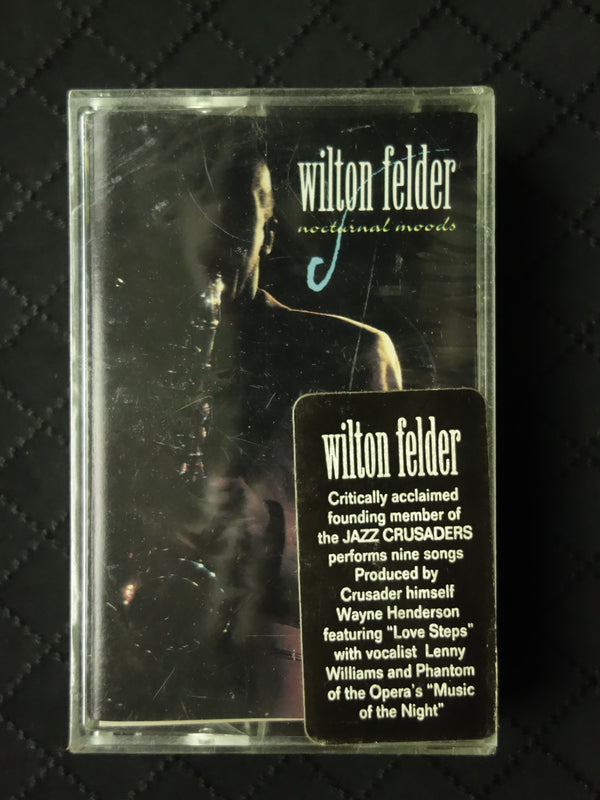 wilton felder
nocturnal moods
wilton felder
Critically acclaimed
founding member of
the JAZZ CRUSADERS
performs nine songs
Produced by
Crusader himself
Wayne Henderson
featuring "Love Steps"
with vocalist Lenny
Williams and Phantom
of the Opera's "Music
of the Night"